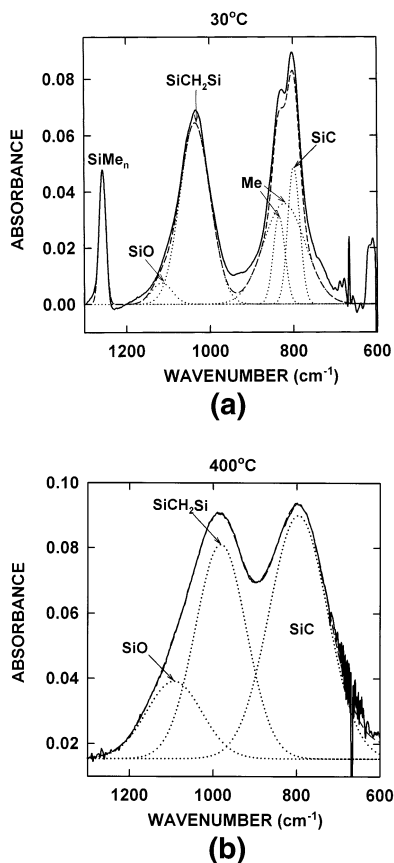 30°C
0.08
0.06
0.04
0.02
0.00
ABSORBANCE
SiCH₂Si
SiMeₙ
SiO
Me
SiC
1200 1000 800 600
WAVENUMBER (cm⁻¹)
(a)
400°C
0.10
0.08
0.06
0.04
0.02
ABSORBANCE
SiCH₂Si
SiO
SiC
1200 1000 800 600
WAVENUMBER (cm⁻¹)
(b)